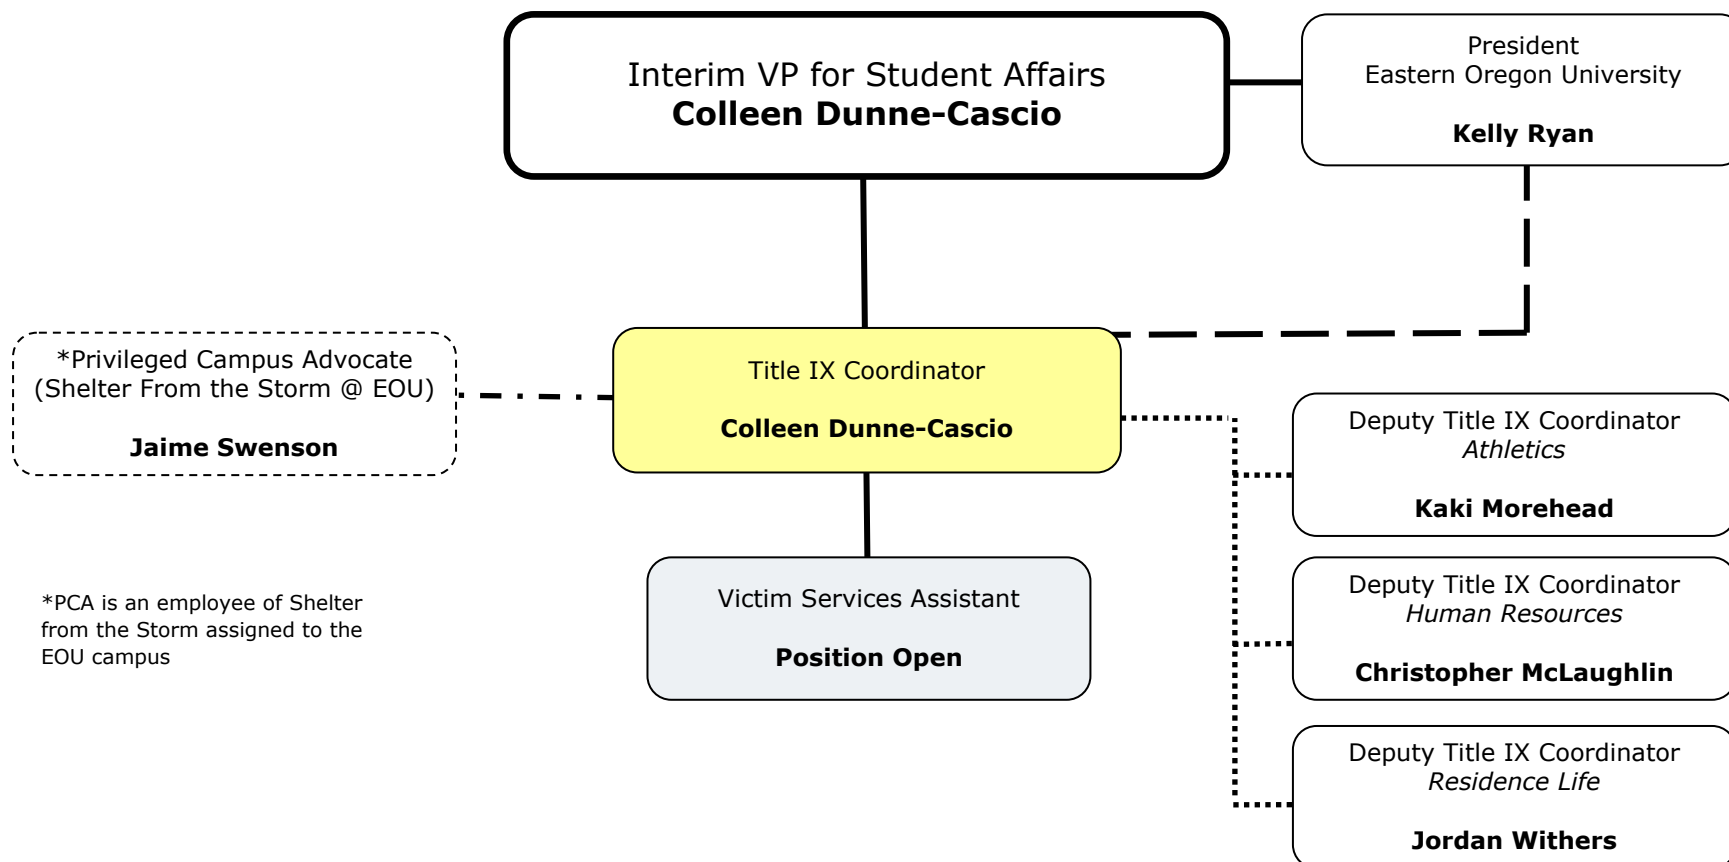 Interim VP for Student Affairs
Colleen Dunne-Cascio
President
Eastern Oregon University
Kelly Ryan
*Privileged Campus Advocate
(Shelter From the Storm @ EOU)
Jaime Swenson
Title IX Coordinator
Colleen Dunne-Cascio
Deputy Title IX Coordinator
Athletics
Kaki Morehead
Victim Services Assistant
Position Open
Deputy Title IX Coordinator
Human Resources
Christopher McLaughlin
*PCA is an employee of Shelter
from the Storm assigned to the
EOU campus
Deputy Title IX Coordinator
Residence Life
Jordan Withers